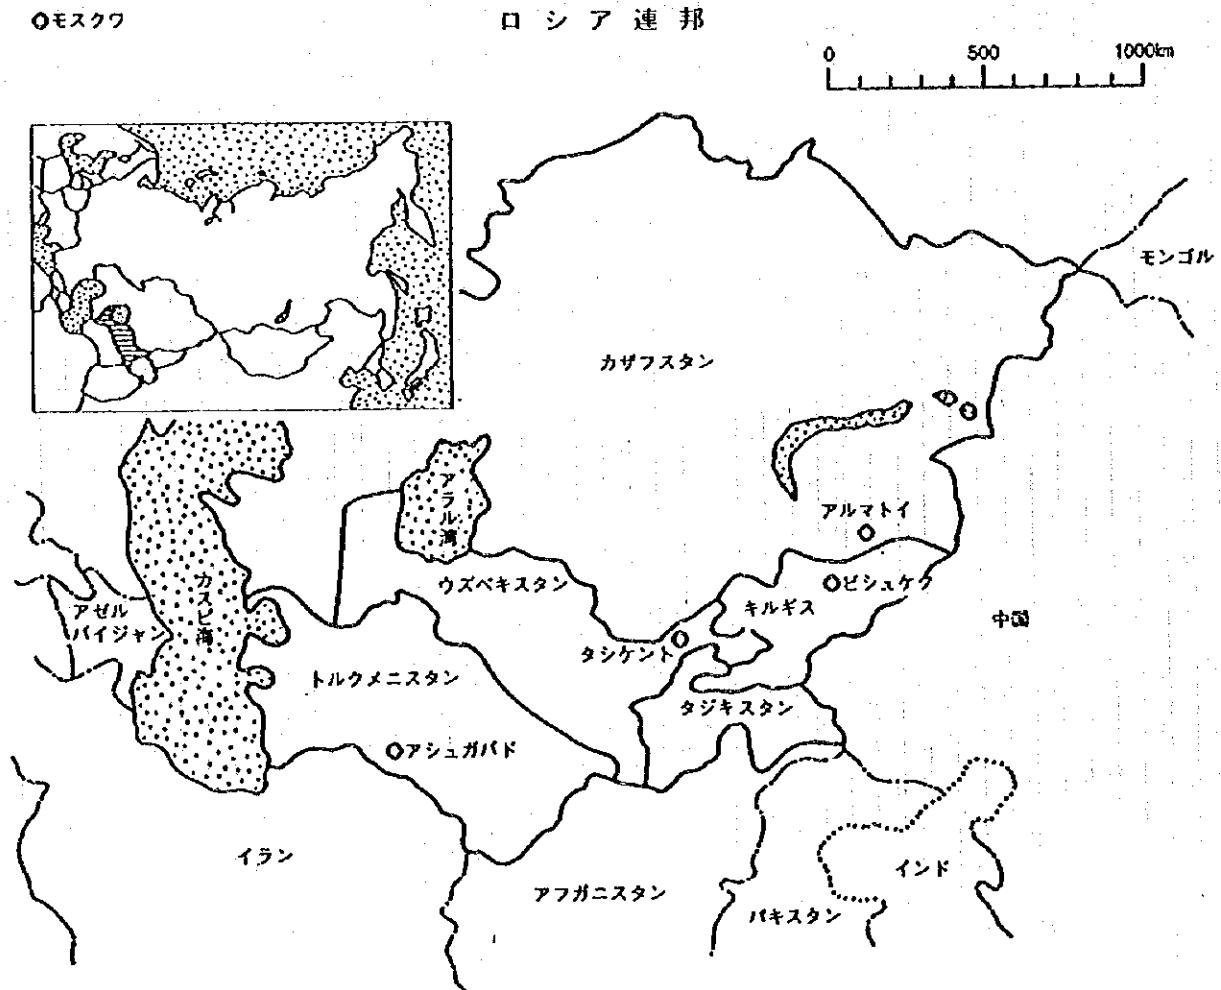 モスクワ
ロシア連邦
0 500 1000km
モンゴル
カザフスタン
アラル海
アルマトイ
カスピ海
ウズベキスタン
ビシュケク
アゼル
バイジャン
キルギス
中国
タシケント
トルクメニスタン
タジキスタン
アシュガバド
イラン
インド
アフガニスタン
パキスタン